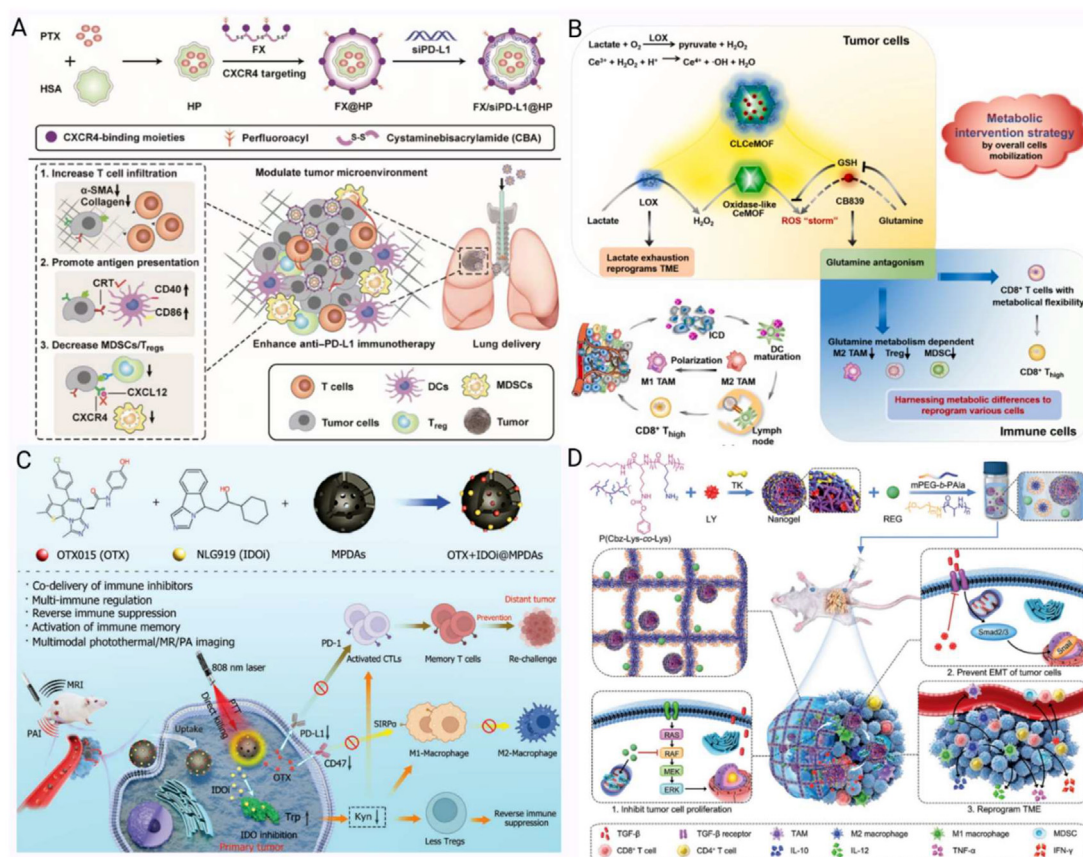 A
PTX
+
HSA
HP
FX
S-S
CXCR4 targeting
FX@HP
siPD-L1
FX/siPD-L1@HP
CXCR4-binding moieties
Perfluoroacyl
S-S
Cystaminebisacrylamide (CBA)
1. Increase T cell infiltration
α-SMA
Collagen
2. Promote antigen presentation
CRT
CD40
CD86
3. Decrease MDSCs/Tregs
CXCL12
CXCR4
Modulate tumor microenvironment
Enhance anti–PD-L1 immunotherapy
Lung delivery
T cells
DCs
MDSCs
Tumor cells
Treg
Tumor
B
Lactate + O2 LOX pyruvate + H2O2
Ce3+ + H2O2 + H+ Ce4+ + ·OH + H2O
Tumor cells
CLCeMOF
Metabolic
intervention strategy
by overall cells
mobilization
GSH
LOX
Oxidase-like
CeMOF
CB839
Lactate
H2O2
ROS "storm"
Glutamine
Lactate exhaustion
reprograms TME
Glutamine antagonism
CD8+ T cells with
metabolical flexibility
ICD
DC
maturation
Polarization
M1 TAM
M2 TAM
CD8+ Thigh
Lymph
node
Glutamine metabolism dependent
M2 TAM
Treg
MDSC
CD8+ Thigh
Harnessing metabolic differences to
reprogram various cells
Immune cells
C
+
+
OTX015 (OTX)
NLG919 (IDOi)
MPDAs
OTX+IDOi@MPDAs
· Co-delivery of immune inhibitors
· Multi-immune regulation
· Reverse immune suppression
· Activation of immune memory
· Multimodal photothermal/MR/PA imaging
808 nm laser
MRI
PAI
Uptake
PTT
Direct killing
OTX
IDOi
IDO inhibition
Primary tumor
Trp
Kyn
PD-L1
CD47
PD-1
SIRPα
Activated CTLs
Memory T cells
Prevention
Distant tumor
Re-challenge
M1-Macrophage
M2-Macrophage
Less Tregs
Reverse immune
suppression
D
P(Cbz-Lys-co-Lys)
+
LY
TK
Nanogel
+
REG
mPEG-b-PAla
Smad2/3
Snail
2. Prevent EMT of tumor cells
RAS
RAF
MEK
ERK
1. Inhibit tumor cell proliferation
3. Reprogram TME
TGF-β
TGF-β receptor
TAM
M2 macrophage
M1 macrophage
MDSC
CD8+ T cell
CD4+ T cell
IL-10
IL-12
TNF-α
IFN-γ